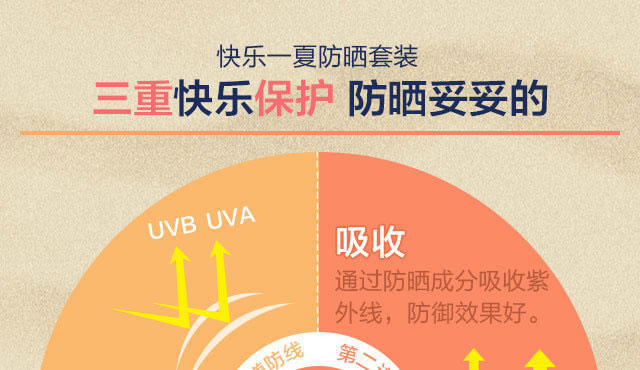 快乐一夏防晒套装
三重快乐保护 防晒妥妥的
UVB UVA
吸收
通过防晒成分吸收紫
外线，防御效果好。
道防线
第二道